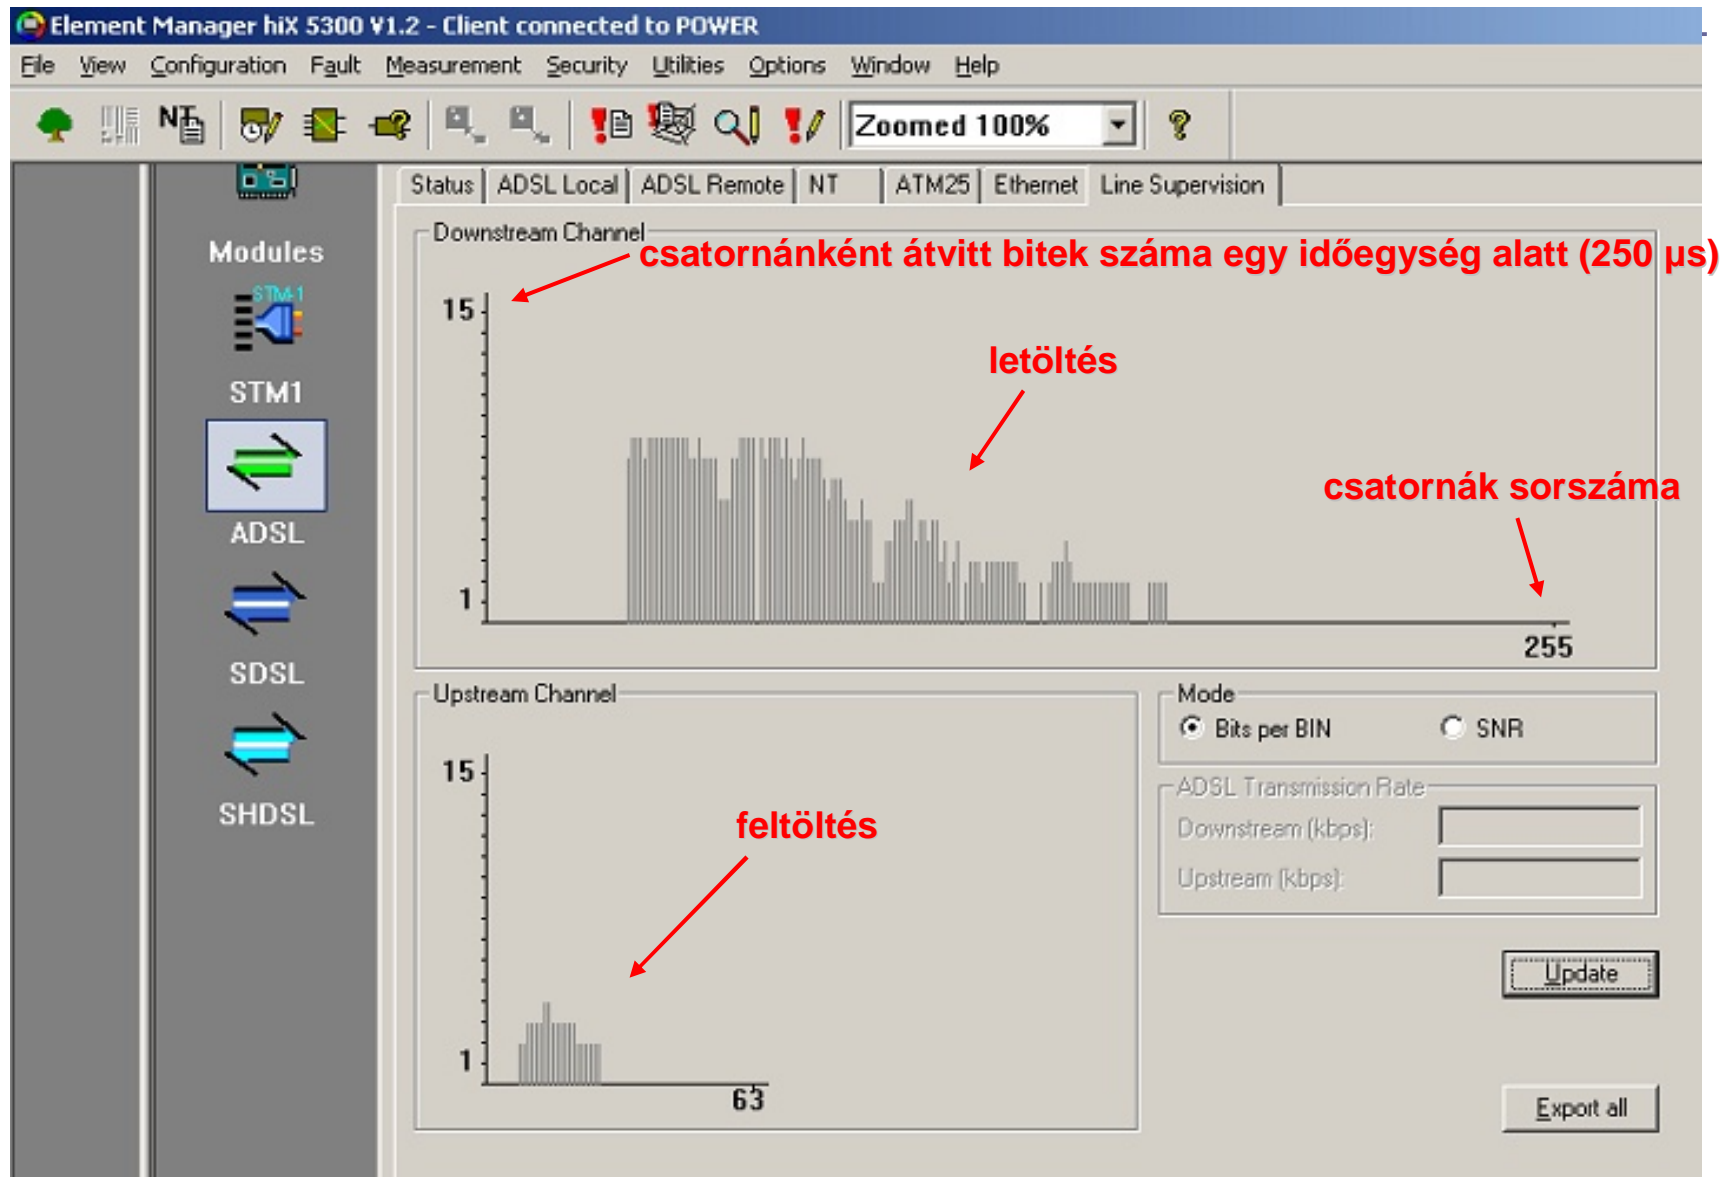 Element Manager hiX 5300 V1.2 - Client connected to POWER
File View Configuration Fault Measurement Security Utilities Options Window Help
NT
Zoomed 100%
Status ADSL Local ADSL Remote NT ATM25 Ethernet Line Supervision
Modules
STM-1
STM1
ADSL
SDSL
SHDSL
Downstream Channel
csatornánként átvitt bitek száma egy időegység alatt (250 µs)
15
letöltés
csatornák sorszáma
1
255
Upstream Channel
15
feltöltés
1
63
Mode
Bits per BIN SNR
ADSL Transmission Rate
Downstream (kbps):
Upstream (kbps):
Update
Export all